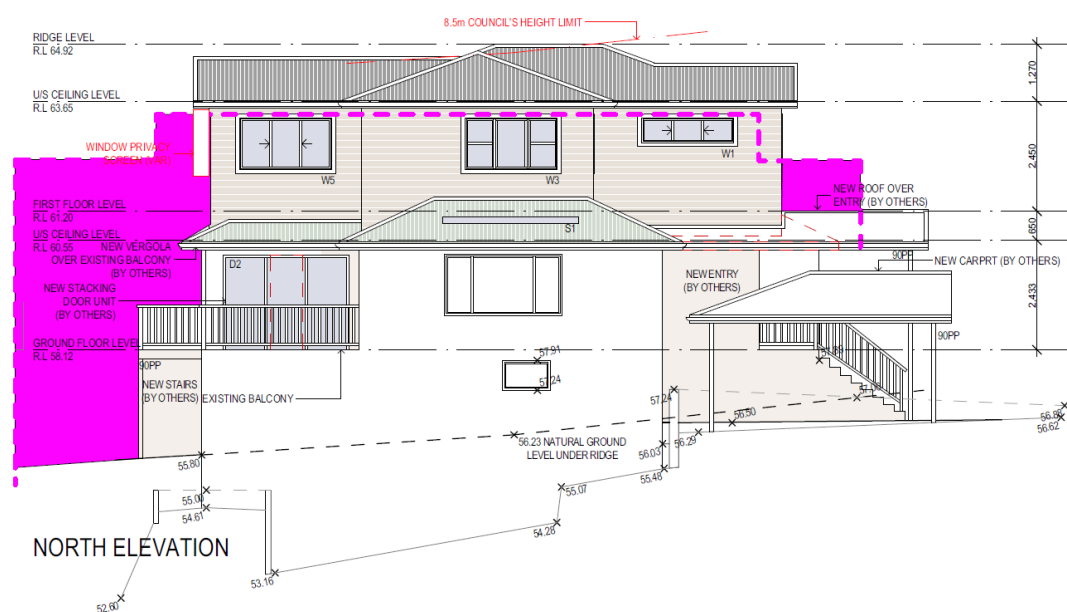 8.5m COUNCIL'S HEIGHT LIMIT
RIDGE LEVEL
R.L 64.92
1.270
U/S CEILING LEVEL
R.L 63.65
WINDOW PRIVACY
SCREEN (VAR)
W5
W3
W1
2.450
NEW ROOF OVER
ENTRY (BY OTHERS)
FIRST FLOOR LEVEL
R.L 61.20
S1
650
U/S CEILING LEVEL
R.L 60.55
NEW VERGOLA
OVER EXISTING BALCONY
(BY OTHERS)
D2
90PP
NEW CARPRT (BY OTHERS)
NEW ENTRY
(BY OTHERS)
NEW STACKING
DOOR UNIT
(BY OTHERS)
2.433
GROUND FLOOR LEVEL
R.L 58.12
90PP
90PP
57.91
57.24
NEW STAIRS
(BY OTHERS)
EXISTING BALCONY
57.24
56.50
56.29
56.03
56.62
56.23 NATURAL GROUND
LEVEL UNDER RIDGE
55.80
55.48
55.07
55.00
54.61
54.28
53.16
52.60
NORTH ELEVATION